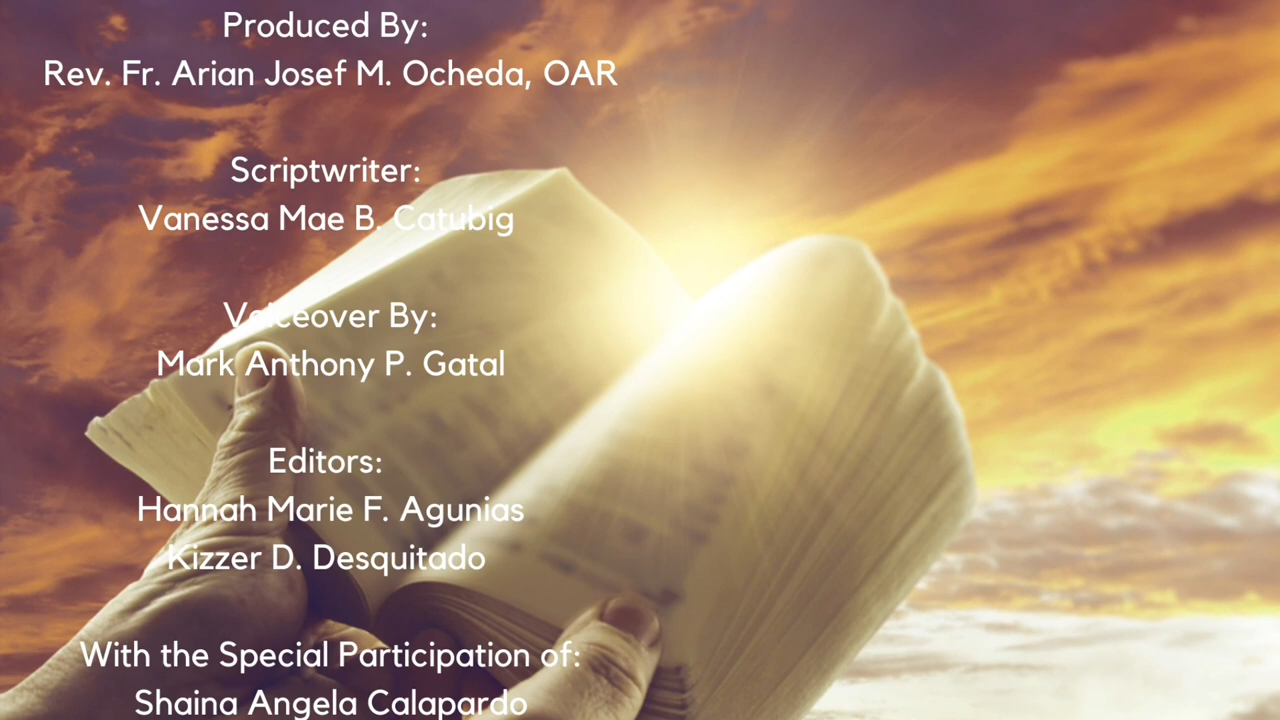 Produced By:
Rev. Fr. Arian Josef M. Ocheda, OAR
Scriptwriter:
Vanessa Mae B. Catubig
Voiceover By:
Mark Anthony P. Gatal
Editors:
Hannah Marie F. Agunias
Kizzer D. Desquitado
With the Special Participation of:
Shaina Angela Calapardo